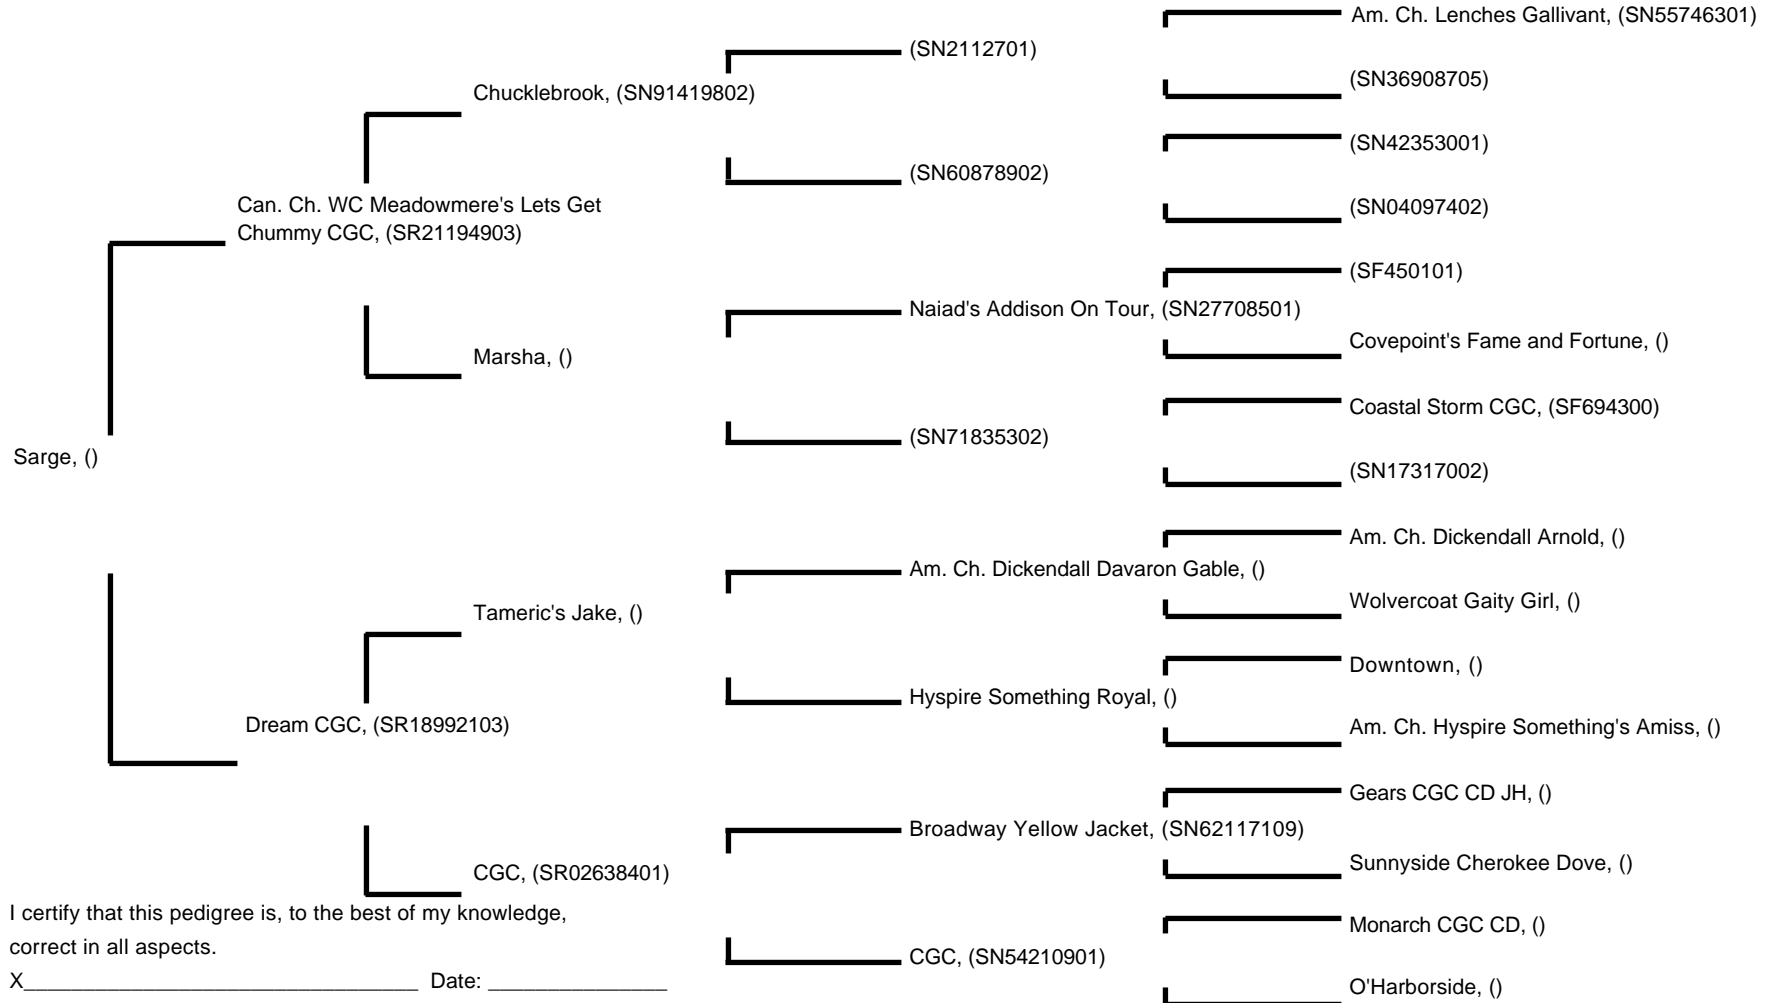 Am. Ch. Lenches Gallivant, (SN55746301)
(SN2112701)
(SN36908705)
Chucklebrook, (SN91419802)
(SN42353001)
(SN60878902)
(SN04097402)
Can. Ch. WC Meadowmere's Lets Get
Chummy CGC, (SR21194903)
(SF450101)
Naiad's Addison On Tour, (SN27708501)
Covepoint's Fame and Fortune, ()
Marsha, ()
Coastal Storm CGC, (SF694300)
(SN71835302)
(SN17317002)
Sarge, ()
Am. Ch. Dickendall Arnold, ()
Am. Ch. Dickendall Davaron Gable, ()
Wolvercoat Gaity Girl, ()
Tameric's Jake, ()
Downtown, ()
Hyspire Something Royal, ()
Am. Ch. Hyspire Something's Amiss, ()
Dream CGC, (SR18992103)
Gears CGC CD JH, ()
Broadway Yellow Jacket, (SN62117109)
Sunnyside Cherokee Dove, ()
CGC, (SR02638401)
Monarch CGC CD, ()
CGC, (SN54210901)
O'Harborside, ()
I certify that this pedigree is, to the best of my knowledge,
correct in all aspects.
X_________________________________ Date: _______________